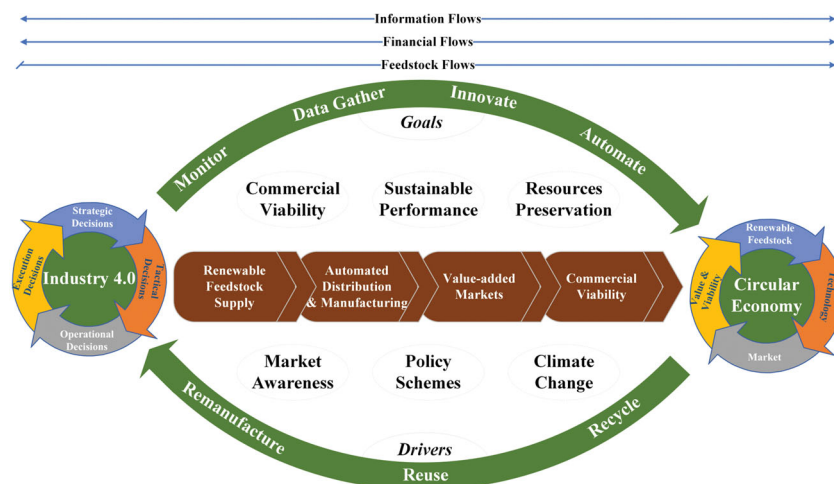 Information Flows
Financial Flows
Feedstock Flows
Monitor
Data Gather
Innovate
Automate
Goals
Commercial
Viability
Sustainable
Performance
Resources
Preservation
Strategic
Decisions
Execution
Decisions
Industry 4.0
Tactical
Decisions
Operational
Decisions
Renewable
Feedstock
Supply
Automated
Distribution
& Manufacturing
Value-added
Markets
Commercial
Viability
Renewable
Feedstock
Value &
Viability
Circular
Economy
Technology
Market
Market
Awareness
Policy
Schemes
Climate
Change
Remanufacture
Drivers
Reuse
Recycle